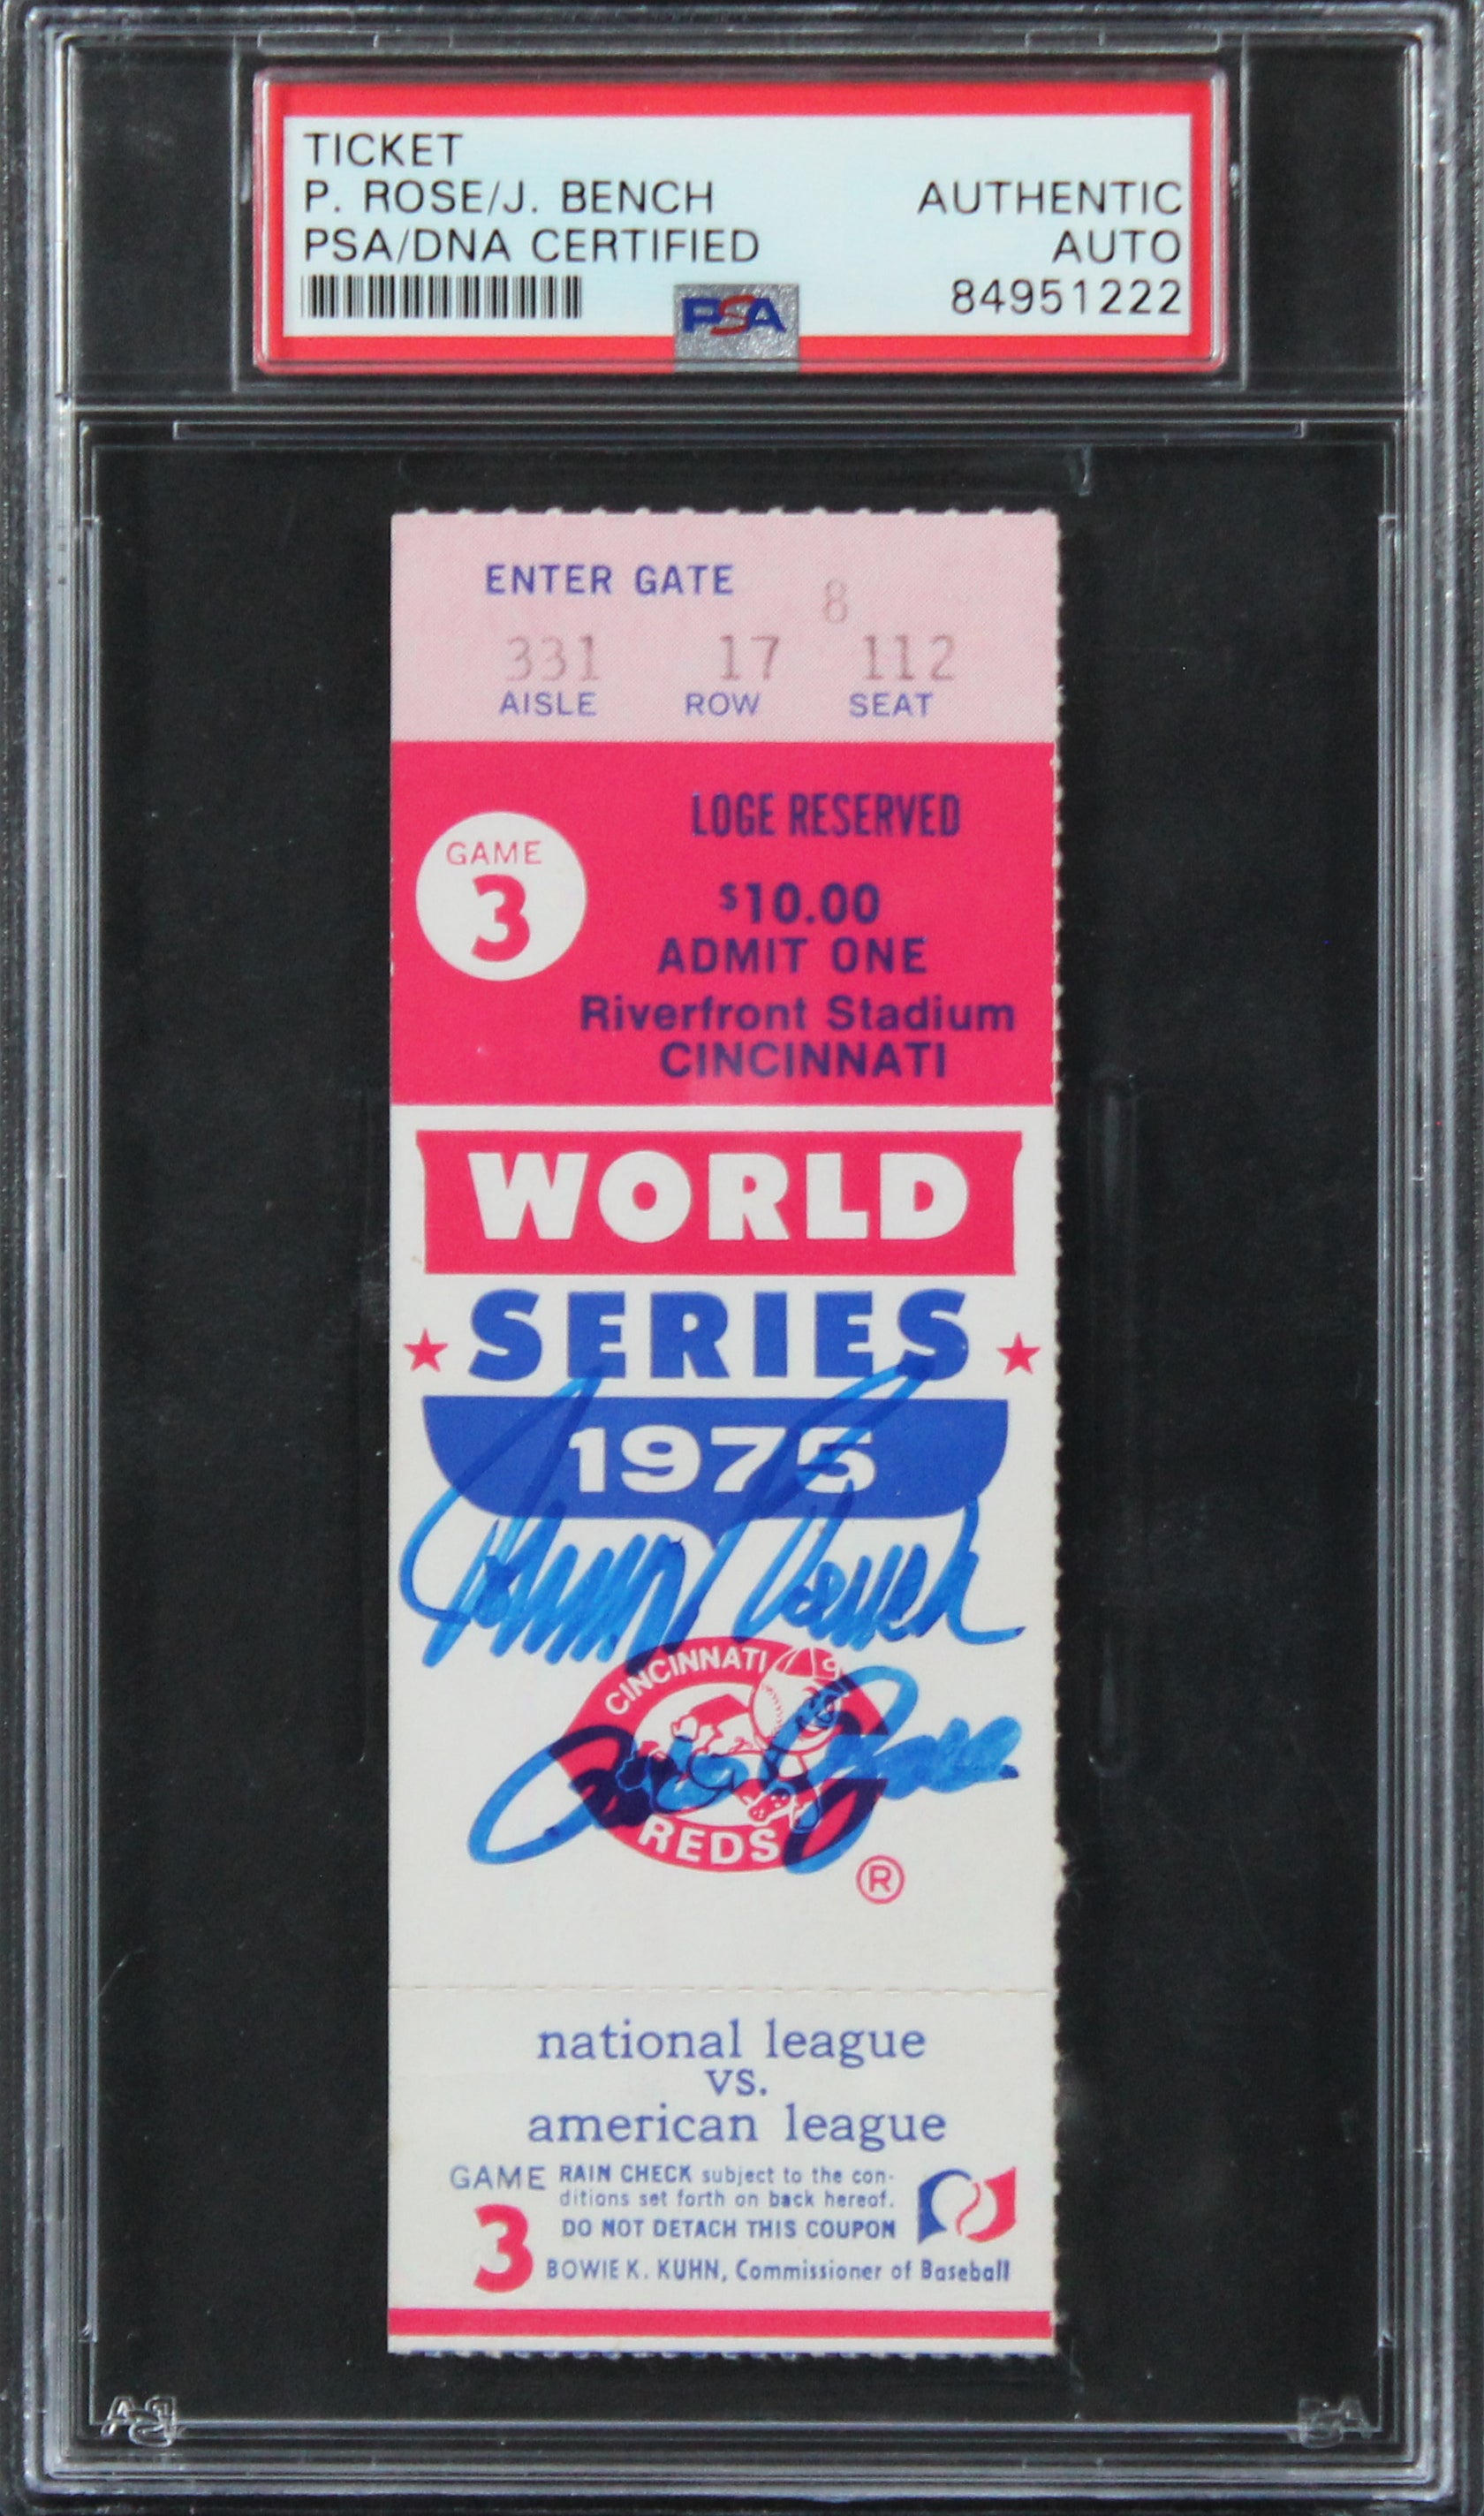 TICKET
P. ROSE/J. BENCH AUTHENTIC
PSA/DNA CERTIFIED AUTO
PSA 84951222
ENTER GATE 8
331 17 112
AISLE ROW SEAT
LOGE RESERVED
GAME
3
$10.00
ADMIT ONE
Riverfront Stadium
CINCINNATI
WORLD
SERIES
1975
Johnny Bench
CINCINNATI
Pete Rose
REDS
®
national league
vs.
american league
GAME
3
RAIN CHECK subject to the con-
ditions set forth on back hereof.
DO NOT DETACH THIS COUPON
BOWIE K. KUHN, Commissioner of Baseball
PSA
PSA